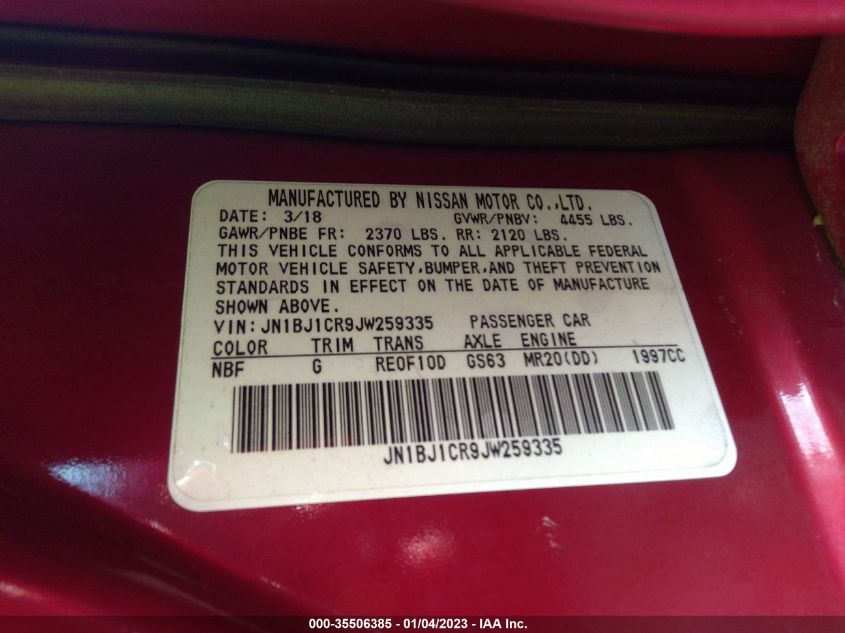 MANUFACTURED BY NISSAN MOTOR CO.,LTD.
DATE: 3/18 GVWR/PNBV: 4455 LBS.
GAWR/PNBE FR: 2370 LBS. RR: 2120 LBS.
THIS VEHICLE CONFORMS TO ALL APPLICABLE FEDERAL
MOTOR VEHICLE SAFETY,BUMPER,AND THEFT PREVENTION
STANDARDS IN EFFECT ON THE DATE OF MANUFACTURE
SHOWN ABOVE.
VIN: JN1BJ1CR9JW259335 PASSENGER CAR
COLOR TRIM TRANS AXLE ENGINE
NBF G RE0F10D GS63 MR20(DD) 1997CC
JN1BJ1CR9JW259335
000-35506385 - 01/04/2023 - IAA Inc.